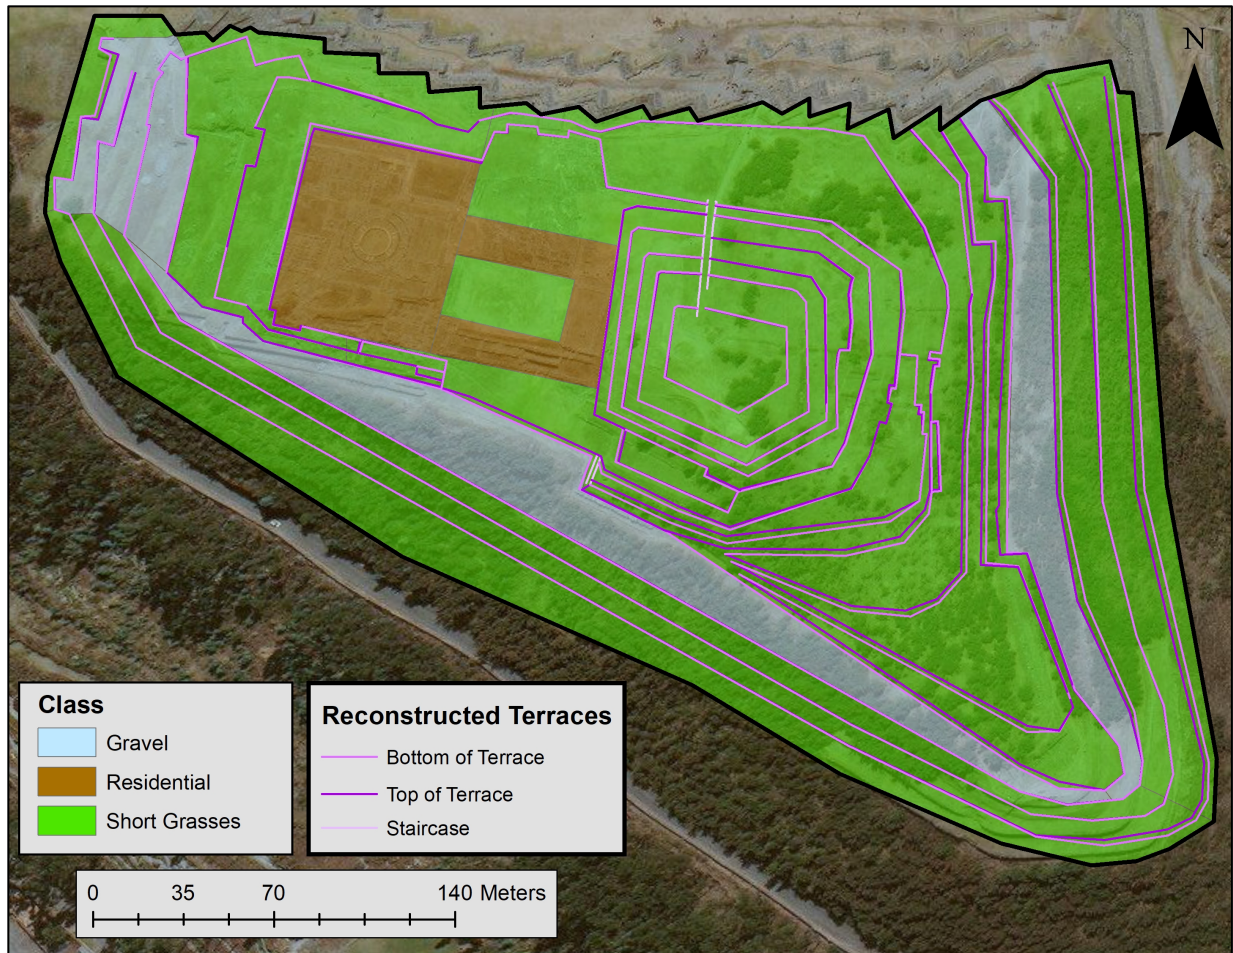 N
Class
Gravel
Residential
Short Grasses
Reconstructed Terraces
Bottom of Terrace
Top of Terrace
Staircase
0 35 70 140 Meters